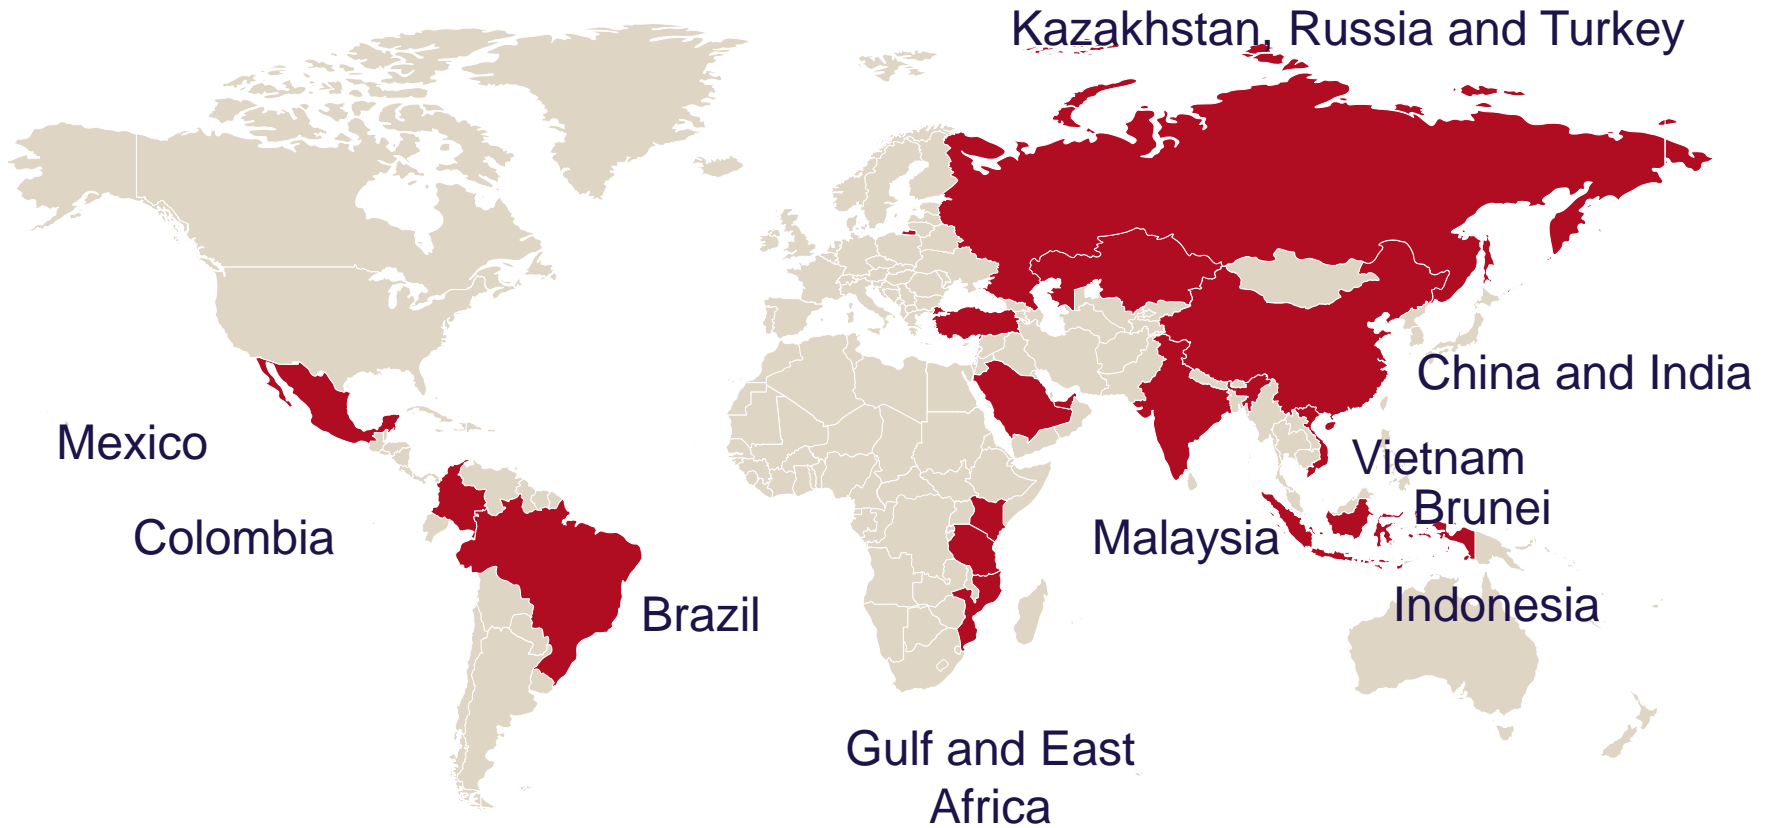 Kazakhstan, Russia and Turkey
China and India
Mexico
Vietnam
Brunei
Colombia
Malaysia
Indonesia
Brazil
Gulf and East
Africa